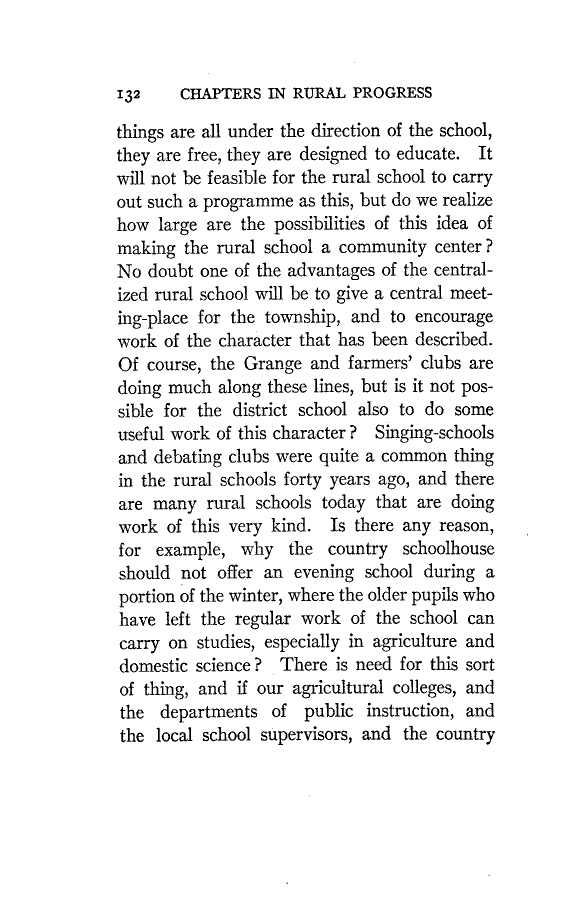 132 CHAPTERS IN RURAL PROGRESS
things are all under the direction of the school,
they are free, they are designed to educate. It
will not be feasible for the rural school to carry
out such a programme as this, but do we realize
how large are the possibilities of this idea of
making the rural school a community center?
No doubt one of the advantages of the central-
ized rural school will be to give a central meet-
ing-place for the township, and to encourage
work of the character that has been described.
Of course, the Grange and farmers' clubs are
doing much along these lines, but is it not pos-
sible for the district school also to do some
useful work of this character? Singing-schools
and debating clubs were quite a common thing
in the rural schools forty years ago, and there
are many rural schools today that are doing
work of this very kind. Is there any reason,
for example, why the country schoolhouse
should not offer an evening school during a
portion of the winter, where the older pupils who
have left the regular work of the school can
carry on studies, especially in agriculture and
domestic science? There is need for this sort
of thing, and if our agricultural colleges, and
the departments of public instruction, and
the local school supervisors, and the country